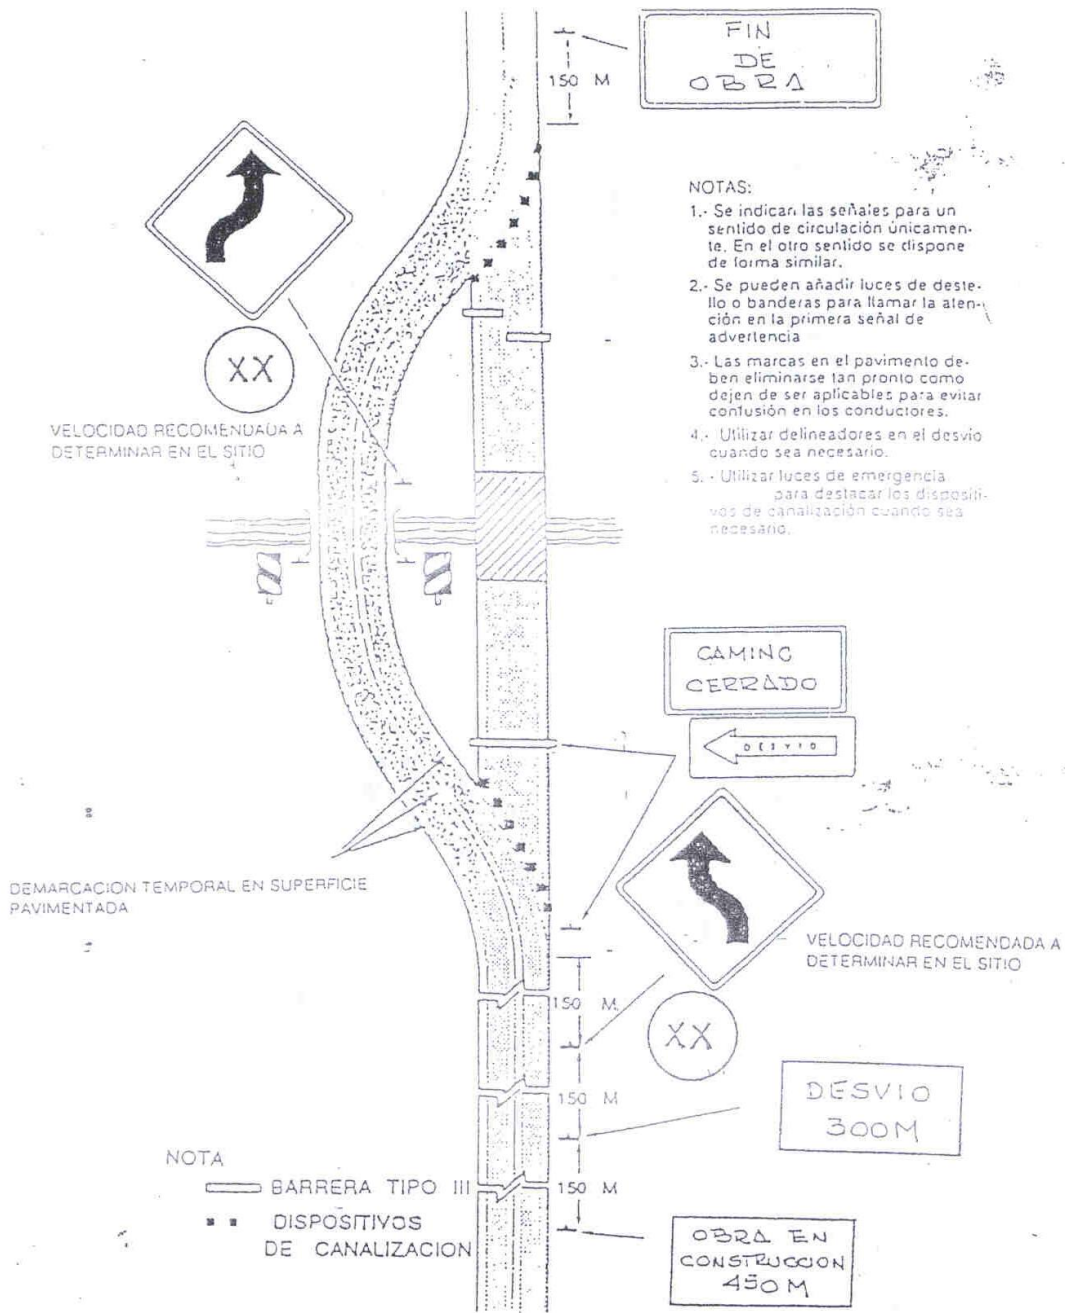 FIN
DE
OBRA
150 M
NOTAS:
1.- Se indican las señales para un
sentido de circulación únicamen-
te. En el otro sentido se dispone
de forma similar.
2.- Se pueden añadir luces de deste-
llo o banderas para llamar la aten-
ción en la primera señal de
advertencia
3.- Las marcas en el pavimento de-
ben eliminarse tan pronto como
dejen de ser aplicables para evitar
confusión en los conductores.
4.- Utilizar delineadores en el desvio
cuando sea necesario.
5.- Utilizar luces de emergencia
para destacar los dispositi-
vos de canalización cuando sea
necesario.
XX
VELOCIDAD RECOMENDADA A
DETERMINAR EN EL SITIO
CAMINO
CERRADO
DESVIO
DEMARCACION TEMPORAL EN SUPERFICIE
PAVIMENTADA
VELOCIDAD RECOMENDADA A
DETERMINAR EN EL SITIO
150 M
XX
150 M
DESVIO
300M
150 M
NOTA
BARRERA TIPO III
DISPOSITIVOS
DE CANALIZACION
OBRA EN
CONSTRUCCION
450 M